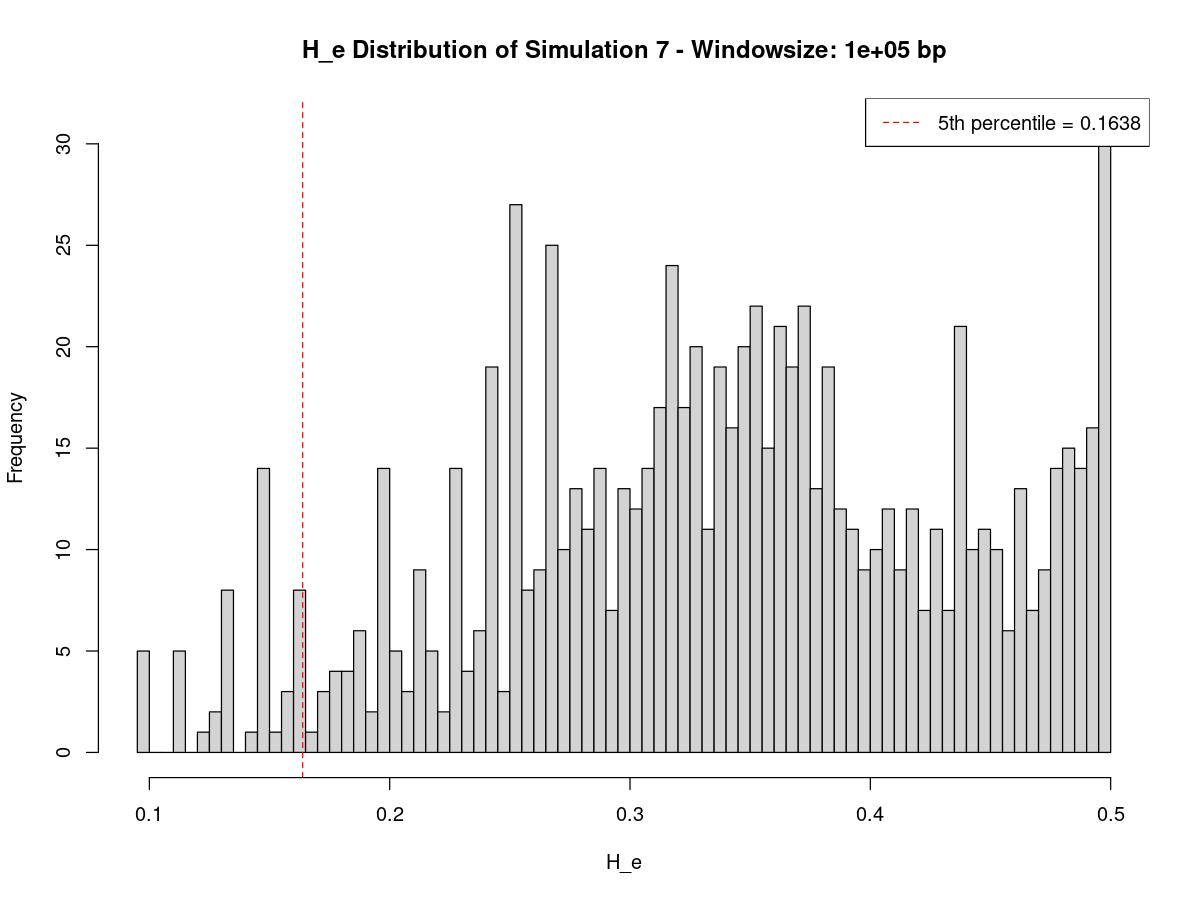 H_e Distribution of Simulation 7 - Windowsize: 1e+05 bp
5th percentile = 0.1638
Frequency
30
25
20
15
10
5
0
0.1 0.2 0.3 0.4 0.5
H_e